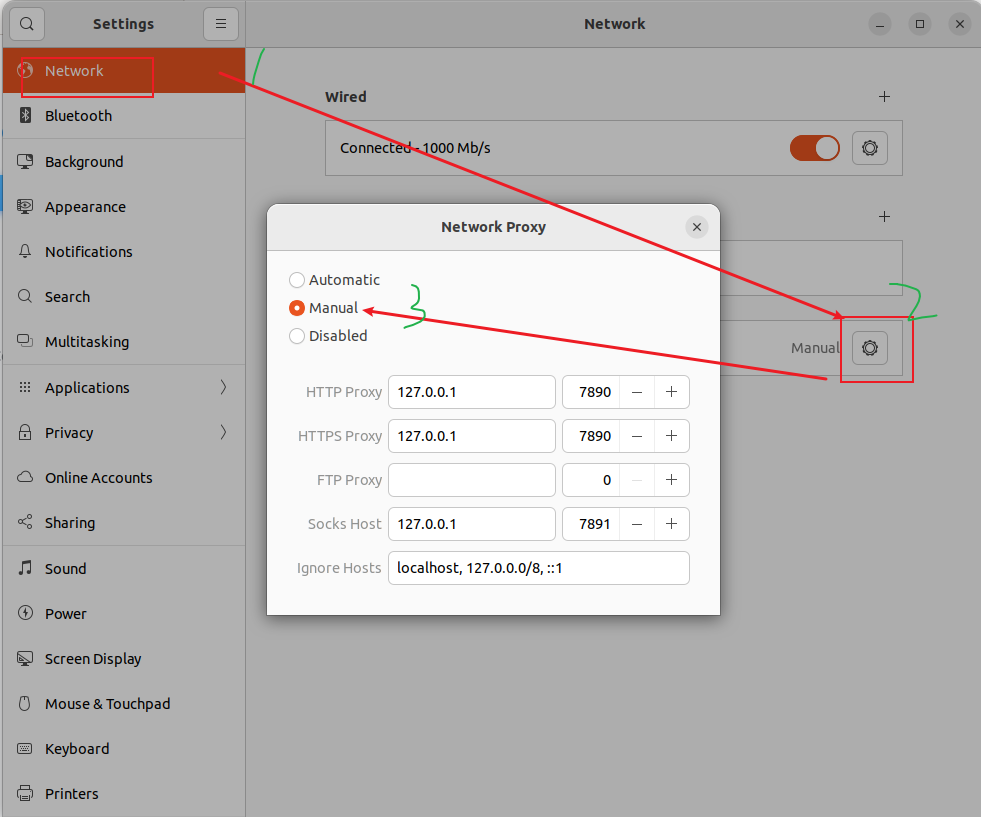 Settings
Network
Network
Bluetooth
Background
Appearance
Notifications
Search
Multitasking
Applications
Privacy
Online Accounts
Sharing
Sound
Power
Screen Display
Mouse & Touchpad
Keyboard
Printers
Wired
Connected - 1000 Mb/s
Manual
2
Network Proxy
Automatic
Manual
3
Disabled
HTTP Proxy 127.0.0.1 7890 − +
HTTPS Proxy 127.0.0.1 7890 − +
FTP Proxy 0 − +
Socks Host 127.0.0.1 7891 − +
Ignore Hosts localhost, 127.0.0.0/8, ::1